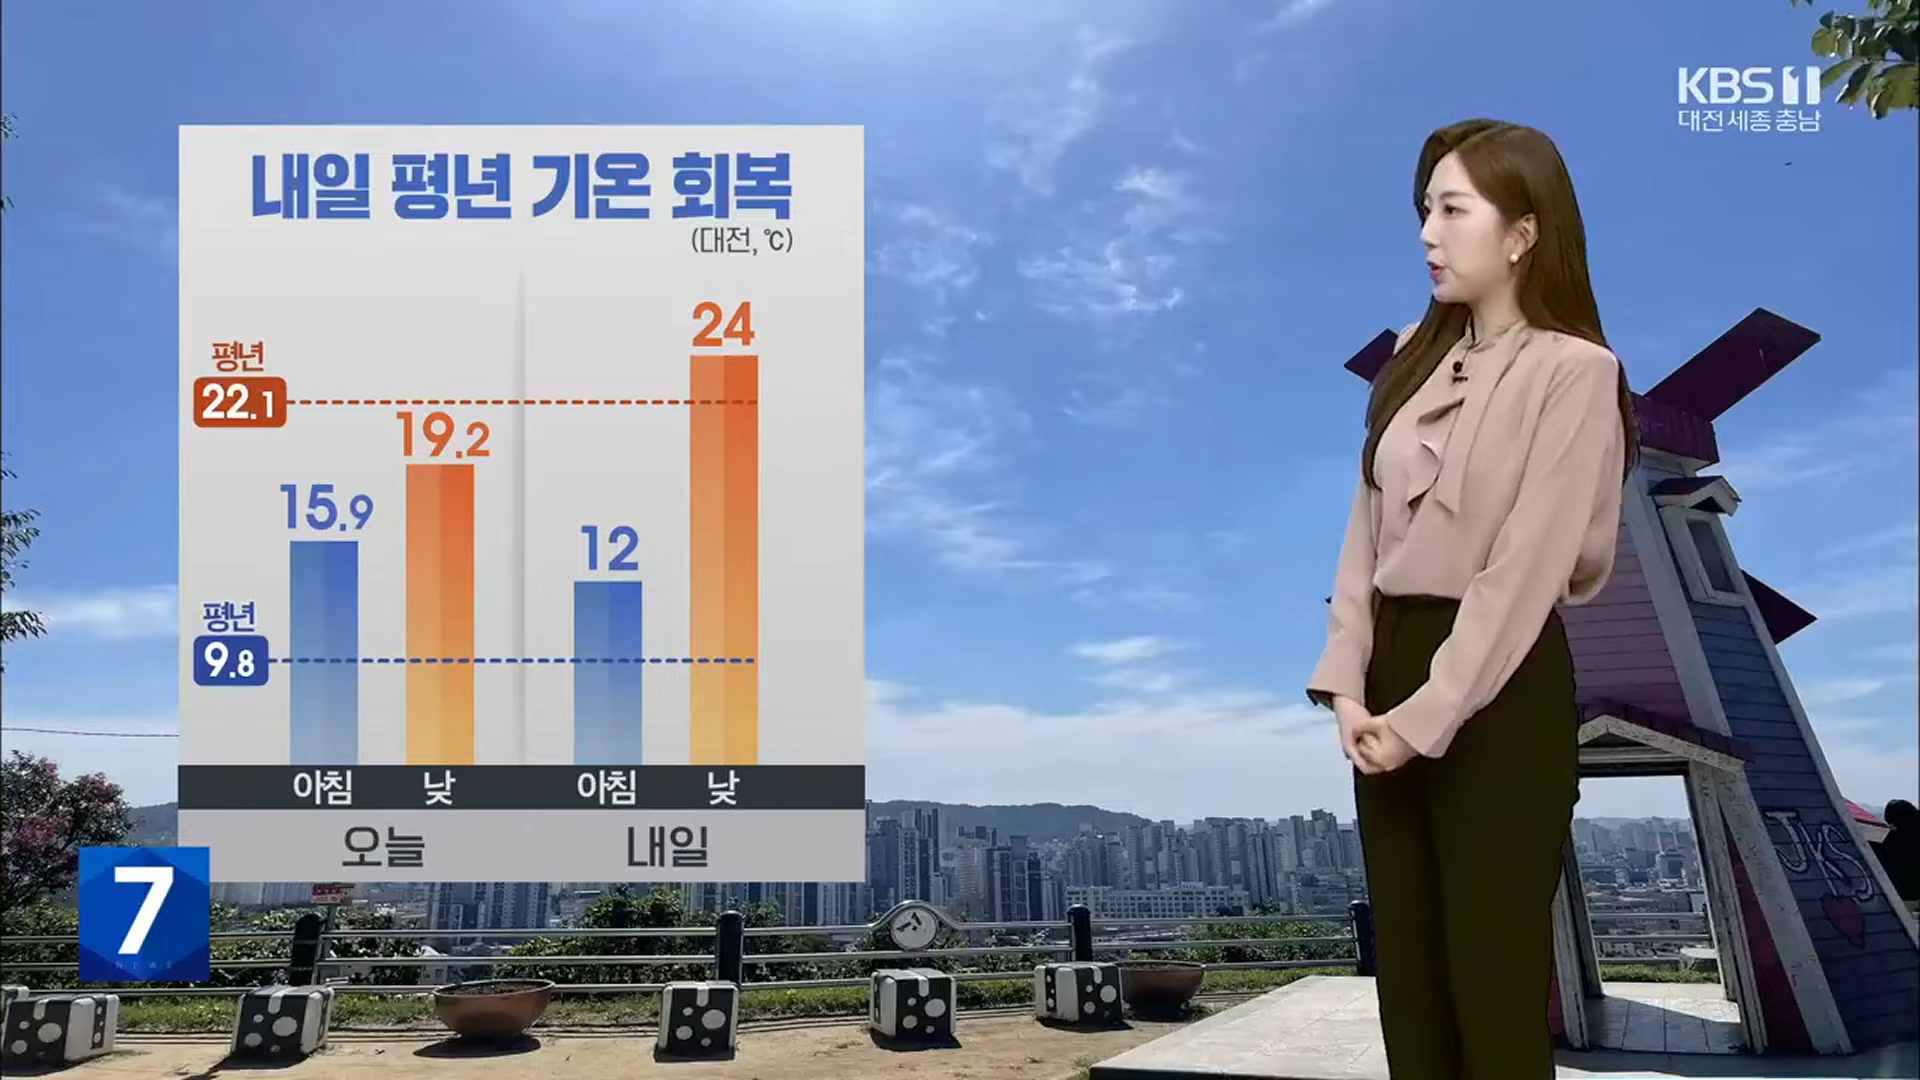 KBS 1
대전 세종 충남
내일 평년 기온 회복
(대전, ℃)
24
평년
22.1
19.2
15.9
12
평년
9.8
아침 낮 아침 낮
오늘 내일
7
NEWS
JKS